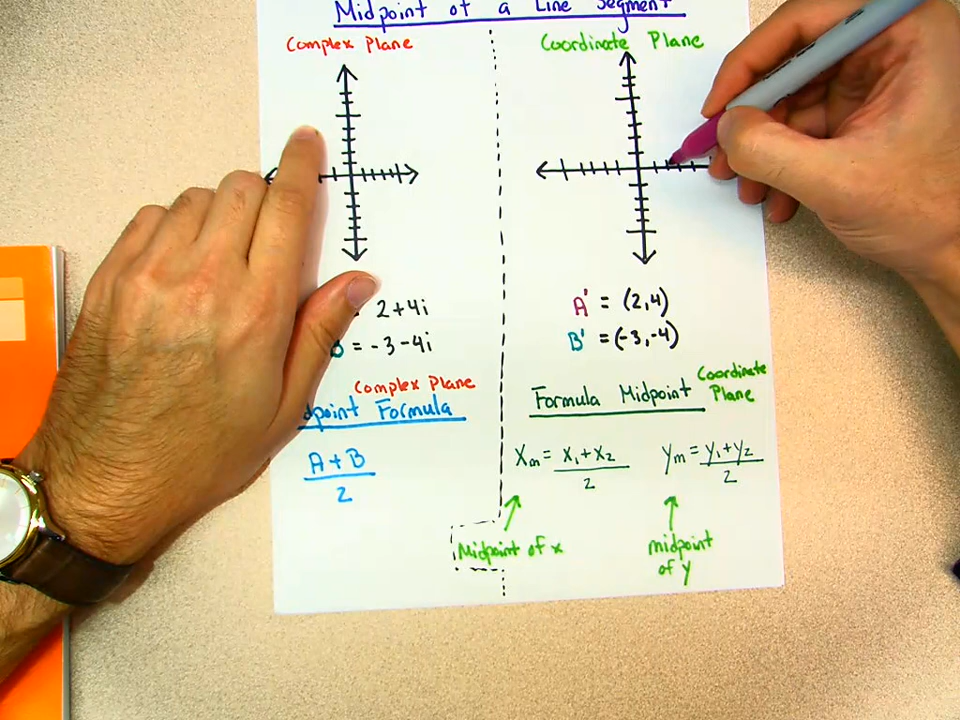 Midpoint of a Line Segment
Complex Plane
= 2+4i
B = -3-4i
Complex Plane
dpoint Formula
A+B
2
Coordinate Plane
A' = (2,4)
B' = (-3,-4)
Formula Midpoint
Coordinate
Plane
Xm = X1+X2
2
Ym = Y1+Y2
2
Midpoint of x
midpoint
of y